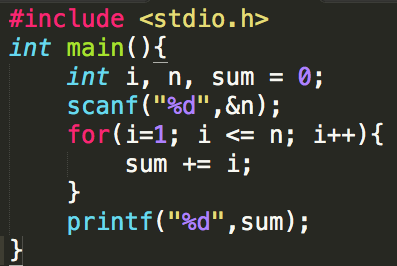 #include <stdio.h>
int main(){
    int i, n, sum = 0;
    scanf("%d",&n);
    for(i=1; i <= n; i++){
        sum += i;
    }
    printf("%d",sum);
}